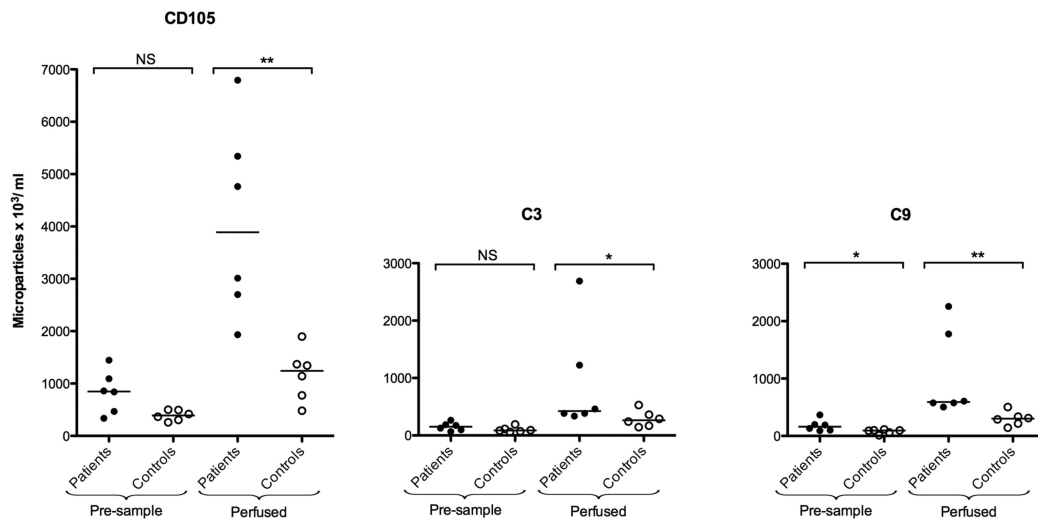 CD105
NS
**
7000
6000
5000
4000
3000
2000
1000
0
Microparticles x 10³/ ml
Patients
Controls
Patients
Controls
Pre-sample
Perfused
C3
NS
*
3000
2000
1000
0
Patients
Controls
Patients
Controls
Pre-sample
Perfused
C9
*
**
3000
2000
1000
0
Patients
Controls
Patients
Controls
Pre-sample
Perfused